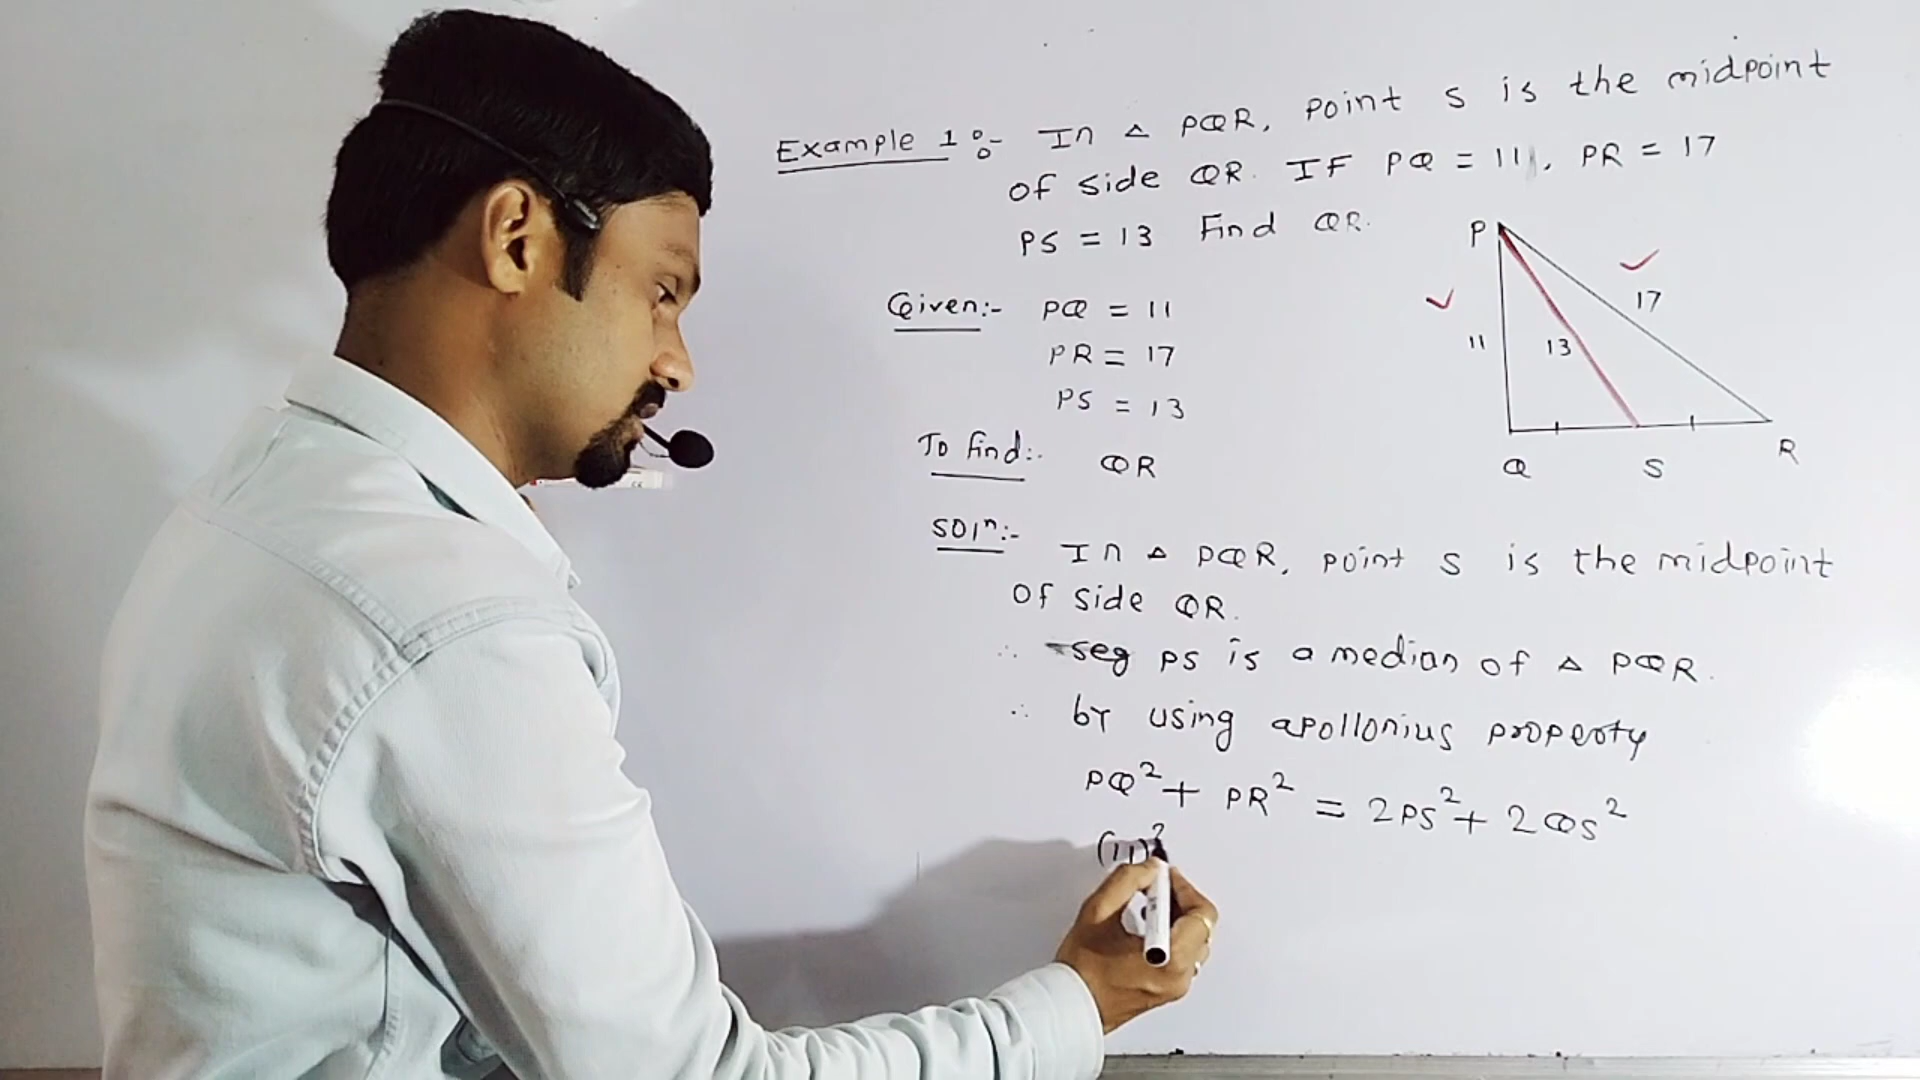 Example 1:- In △ PQR, point S is the midpoint
of side QR. IF PQ = 11, PR = 17
PS = 13 Find QR.
P
17
11
13
Q S R
Given:- PQ = 11
PR = 17
PS = 13
To find:- QR
Solⁿ:- In △ PQR, point S is the midpoint
of side QR.
∴ seg PS is a median of △ PQR.
∴ by using apollonius property
PQ² + PR² = 2PS² + 2QS²
(11)²